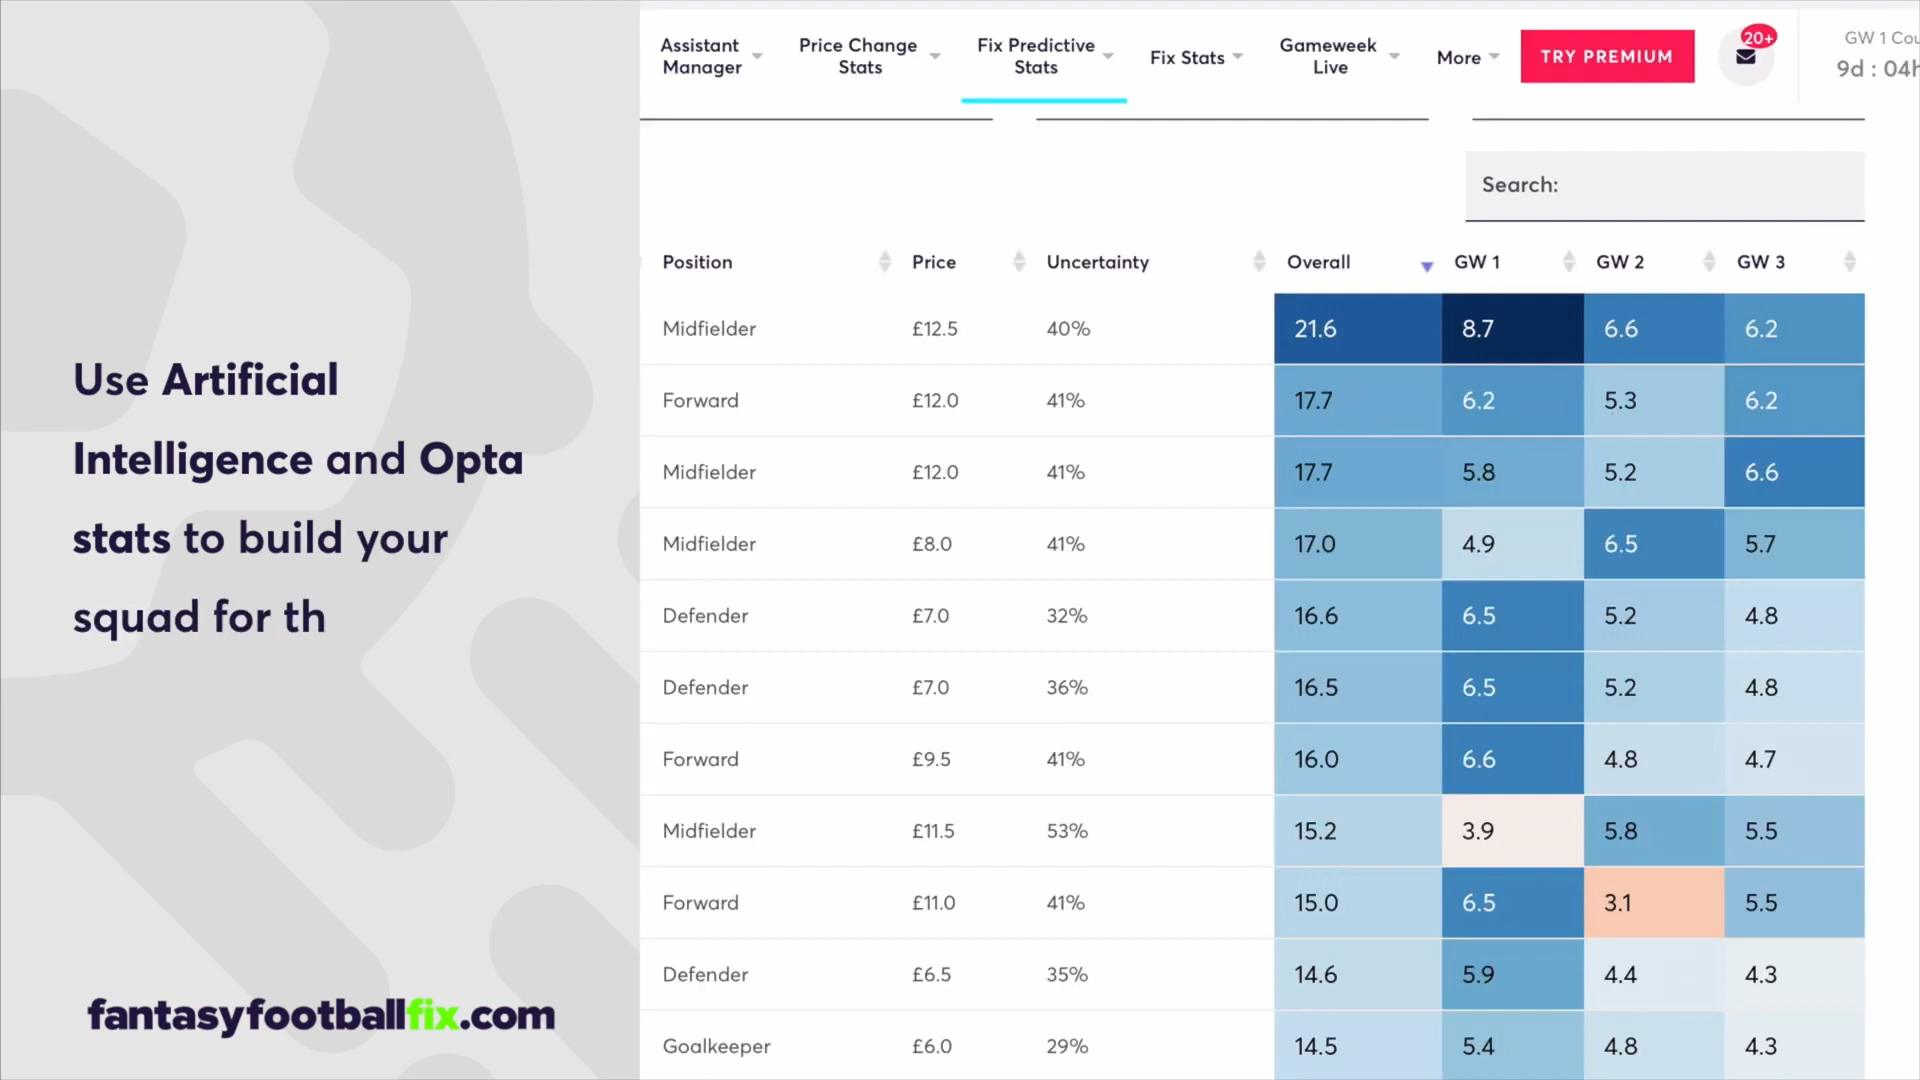 Assistant
Manager
Price Change
Stats
Fix Predictive
Stats
Fix Stats
Gameweek
Live
More
TRY PREMIUM
20+
GW 1 Cou
9d : 04h
Search:
Position Price Uncertainty Overall GW 1 GW 2 GW 3
Midfielder £12.5 40% 21.6 8.7 6.6 6.2
Forward £12.0 41% 17.7 6.2 5.3 6.2
Midfielder £12.0 41% 17.7 5.8 5.2 6.6
Midfielder £8.0 41% 17.0 4.9 6.5 5.7
Defender £7.0 32% 16.6 6.5 5.2 4.8
Defender £7.0 36% 16.5 6.5 5.2 4.8
Forward £9.5 41% 16.0 6.6 4.8 4.7
Midfielder £11.5 53% 15.2 3.9 5.8 5.5
Forward £11.0 41% 15.0 6.5 3.1 5.5
Defender £6.5 35% 14.6 5.9 4.4 4.3
Goalkeeper £6.0 29% 14.5 5.4 4.8 4.3
Use Artificial
Intelligence and Opta
stats to build your
squad for th
fantasyfootballfix.com